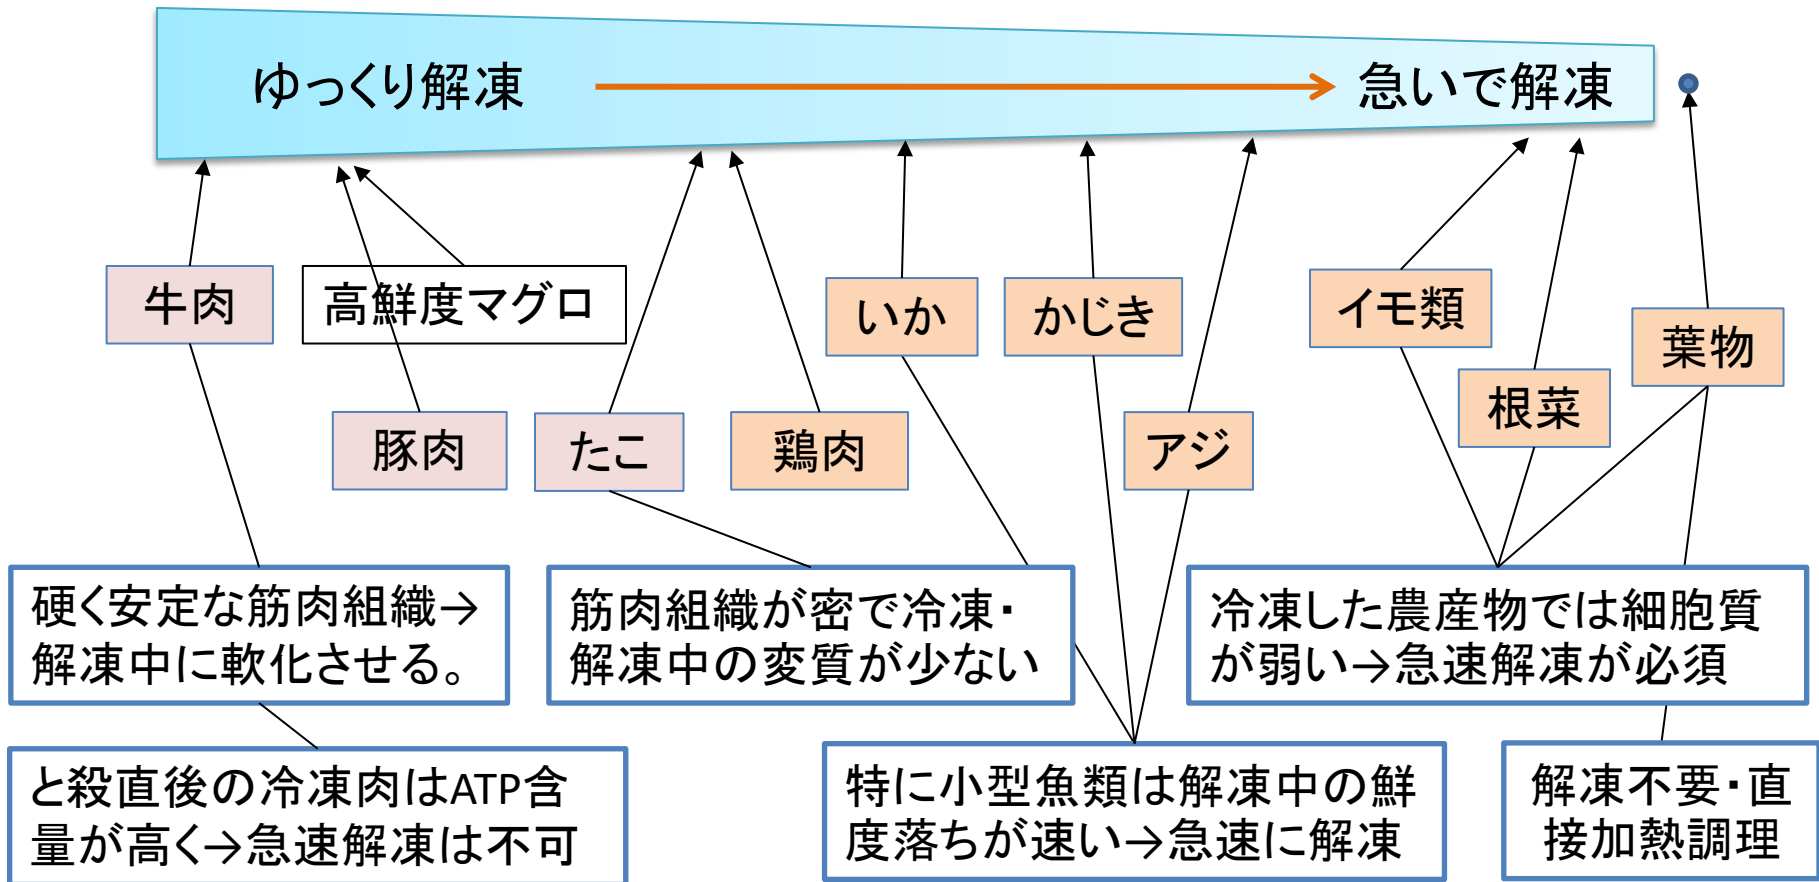 ゆっくり解凍
急いで解凍
牛肉
高鮮度マグロ
いか
かじき
イモ類
葉物
根菜
豚肉
たこ
鶏肉
アジ
硬く安定な筋肉組織→
解凍中に軟化させる。
筋肉組織が密で冷凍・
解凍中の変質が少ない
冷凍した農産物では細胞質
が弱い→急速解凍が必須
と殺直後の冷凍肉はATP含
量が高く→急速解凍は不可
特に小型魚類は解凍中の鮮
度落ちが速い→急速に解凍
解凍不要・直
接加熱調理